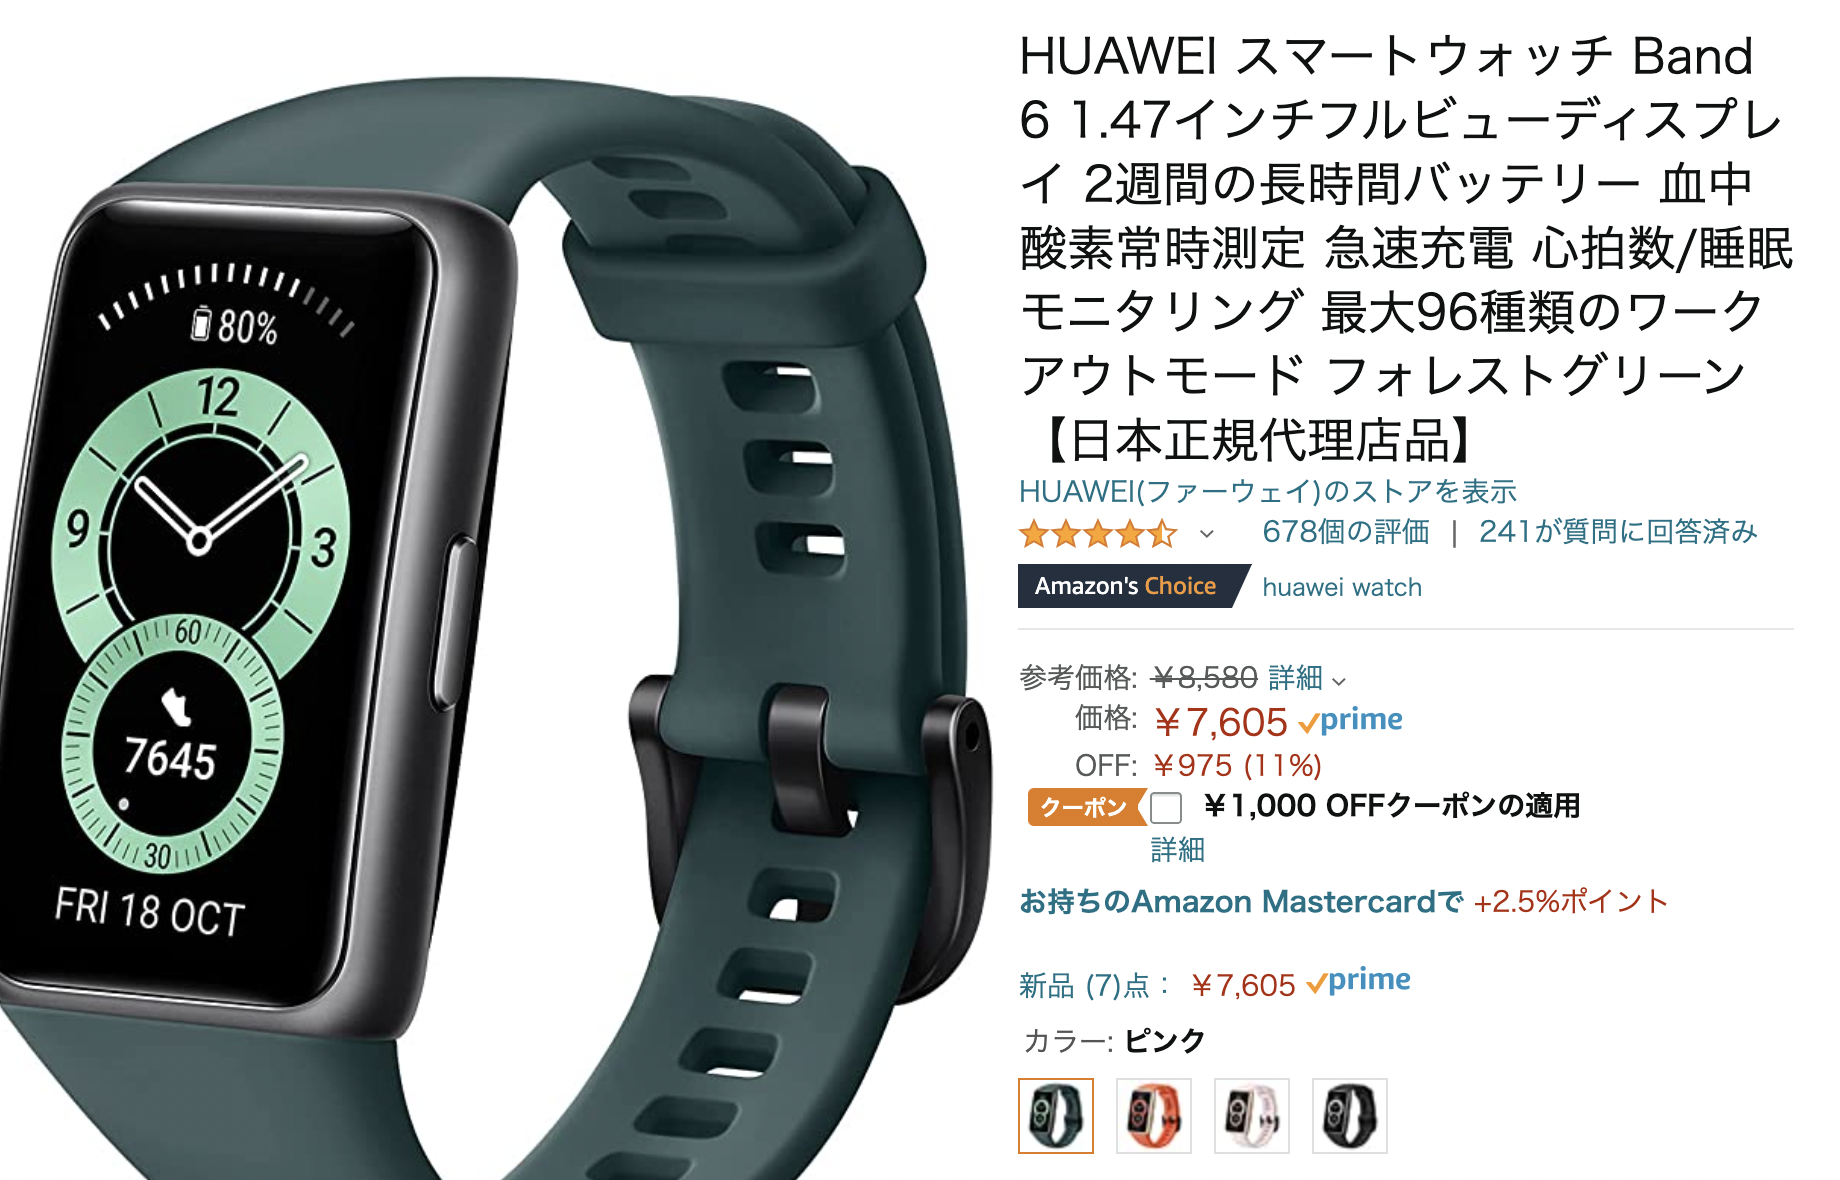 80%
12
9
3
60
7645
30
FRI 18 OCT
HUAWEI スマートウォッチ Band
6 1.47インチフルビューディスプレ
イ 2週間の長時間バッテリー 血中
酸素常時測定 急速充電 心拍数/睡眠
モニタリング 最大96種類のワーク
アウトモード フォレストグリーン
【日本正規代理店品】
HUAWEI(ファーウェイ)のストアを表示
678個の評価 | 241が質問に回答済み
Amazon's Choice huawei watch
参考価格: ￥8,580 詳細
価格: ￥7,605 prime
OFF: ￥975 (11%)
クーポン ￥1,000 OFFクーポンの適用
詳細
お持ちのAmazon Mastercardで +2.5%ポイント
新品 (7)点： ￥7,605 prime
カラー: ピンク